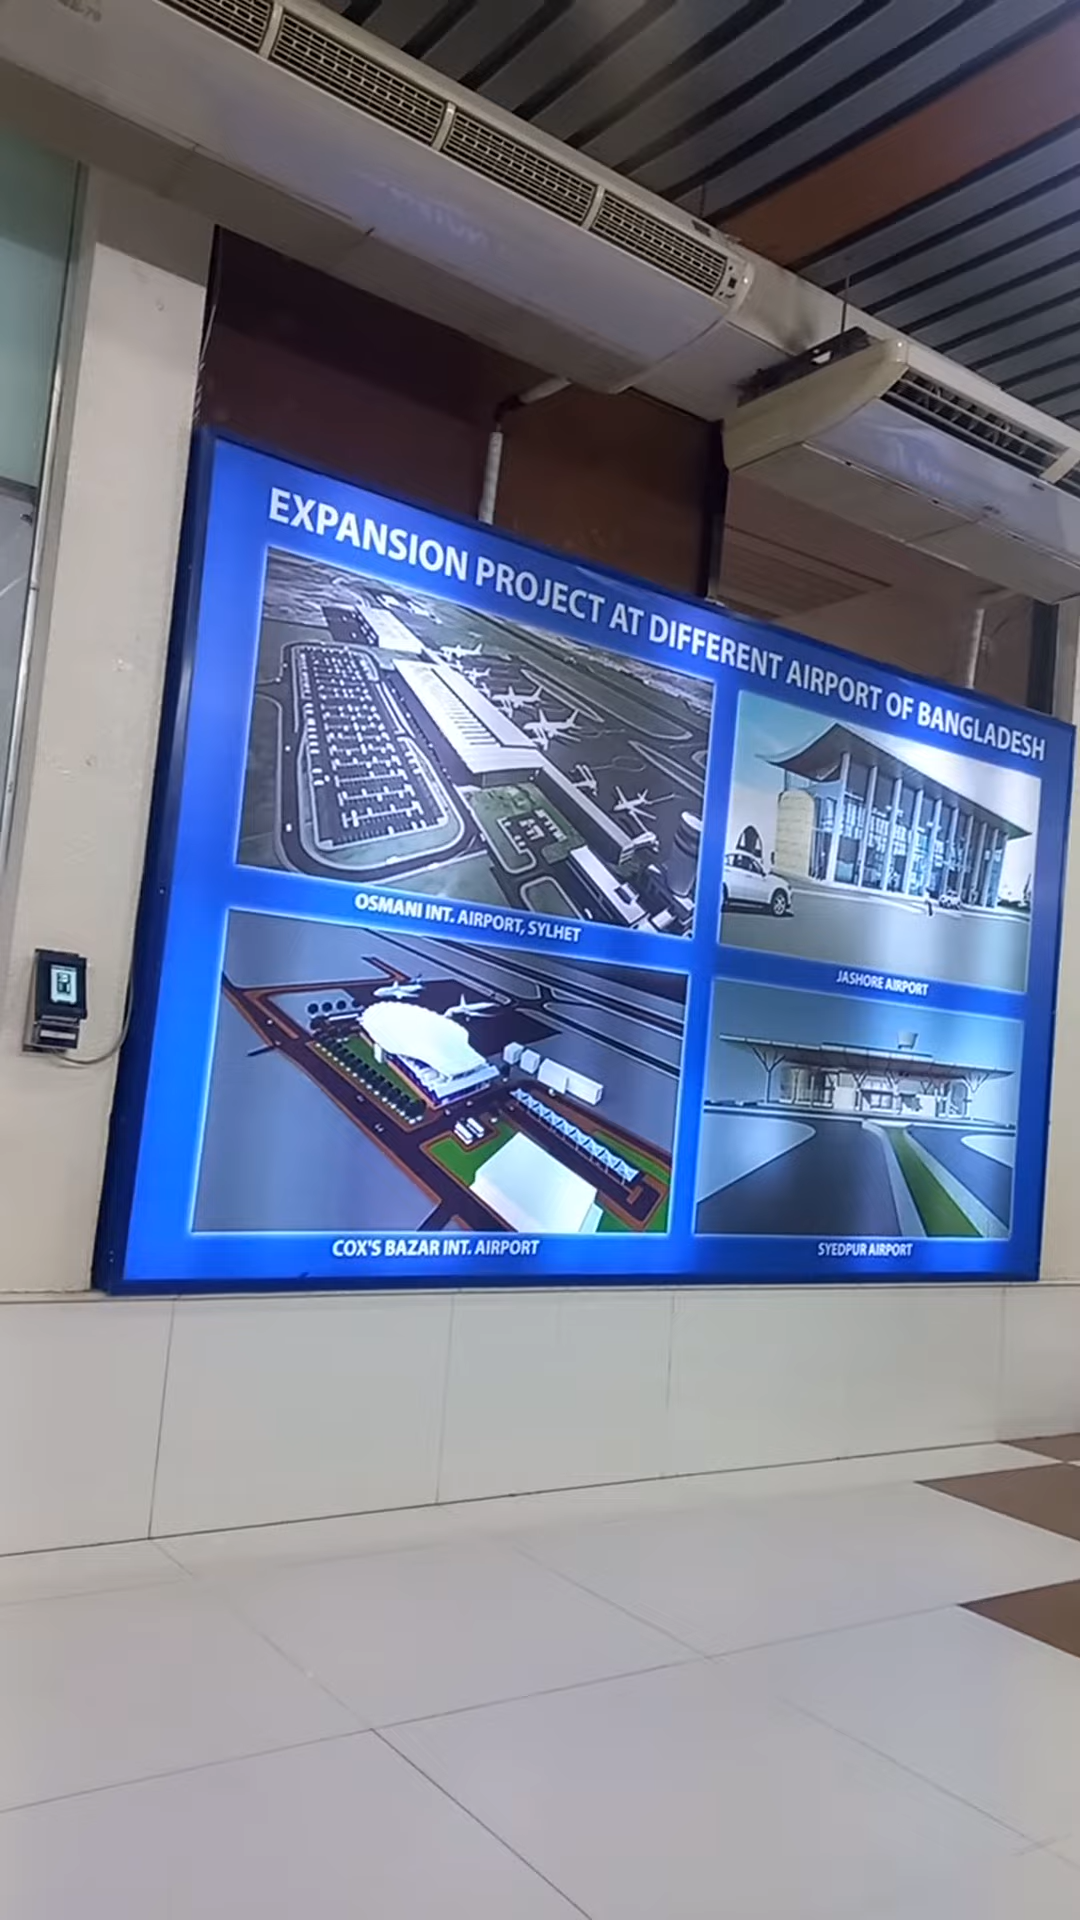 EXPANSION PROJECT AT DIFFERENT AIRPORT OF BANGLADESH
OSMANI INT. AIRPORT, SYLHET
JASHORE AIRPORT
COX'S BAZAR INT. AIRPORT
SYEDPUR AIRPORT